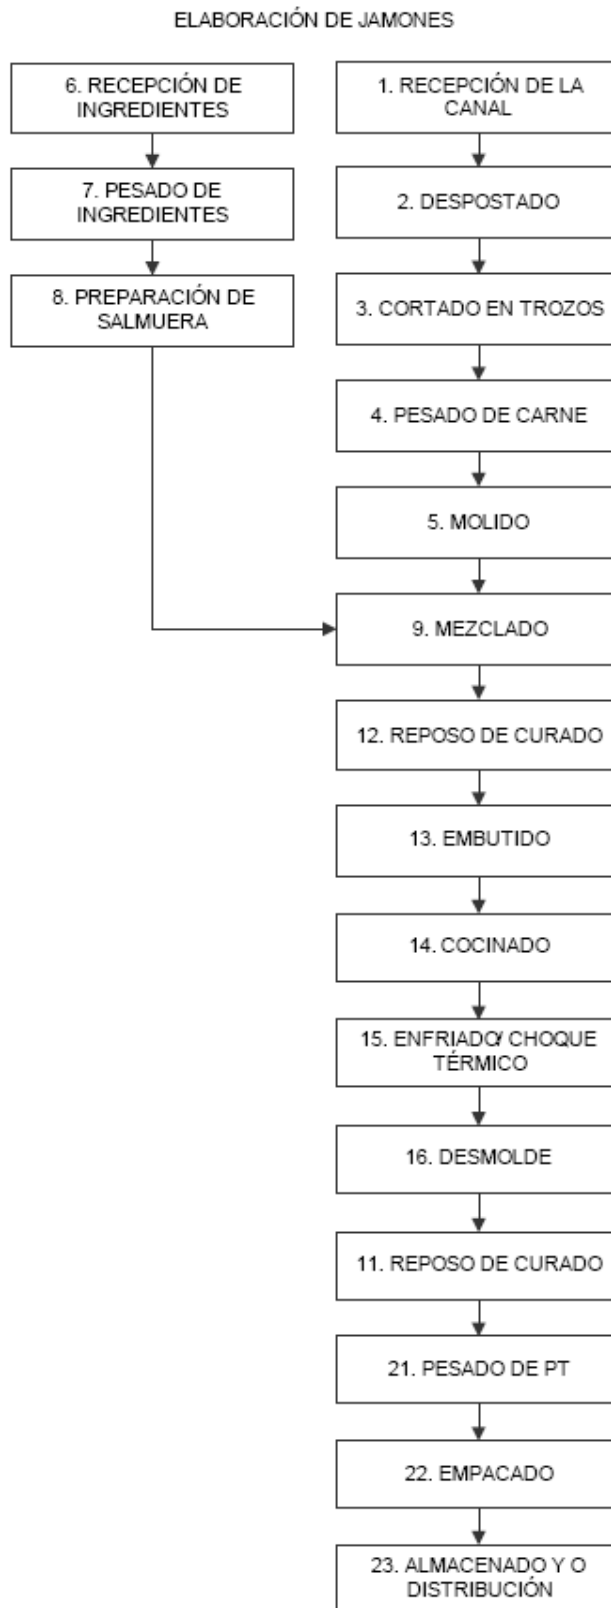 ELABORACIÓN DE JAMONES
6. RECEPCIÓN DE
INGREDIENTES
7. PESADO DE
INGREDIENTES
8. PREPARACIÓN DE
SALMUERA
1. RECEPCIÓN DE LA
CANAL
2. DESPOSTADO
3. CORTADO EN TROZOS
4. PESADO DE CARNE
5. MOLIDO
9. MEZCLADO
12. REPOSO DE CURADO
13. EMBUTIDO
14. COCINADO
15. ENFRIADO/ CHOQUE
TÉRMICO
16. DESMOLDE
11. REPOSO DE CURADO
21. PESADO DE PT
22. EMPACADO
23. ALMACENADO Y O
DISTRIBUCIÓN